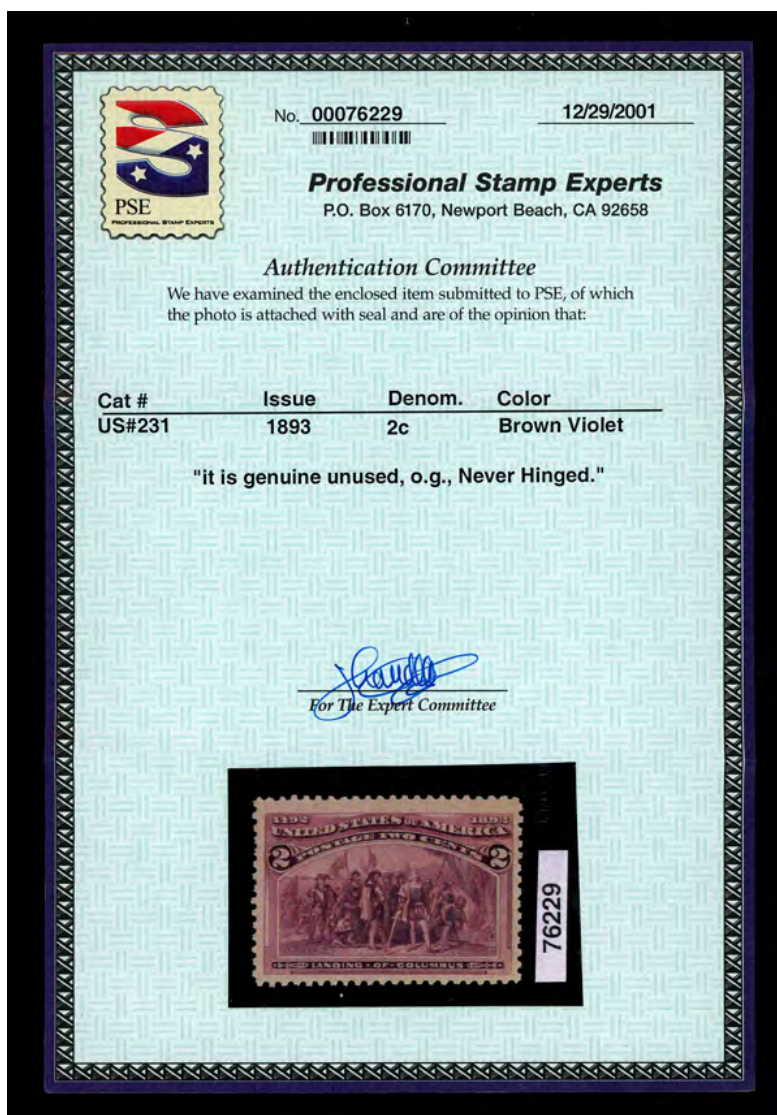 PSE
PROFESSIONAL STAMP EXPERTS
No. 00076229
12/29/2001
Professional Stamp Experts
P.O. Box 6170, Newport Beach, CA 92658
Authentication Committee
We have examined the enclosed item submitted to PSE, of which
the photo is attached with seal and are of the opinion that:
Cat # Issue Denom. Color
US#231 1893 2c Brown Violet
"it is genuine unused, o.g., Never Hinged."
For The Expert Committee
1492 1892
UNITED STATES OF AMERICA
POSTAGE TWO CENTS
2 2
LANDING OF COLUMBUS
76229